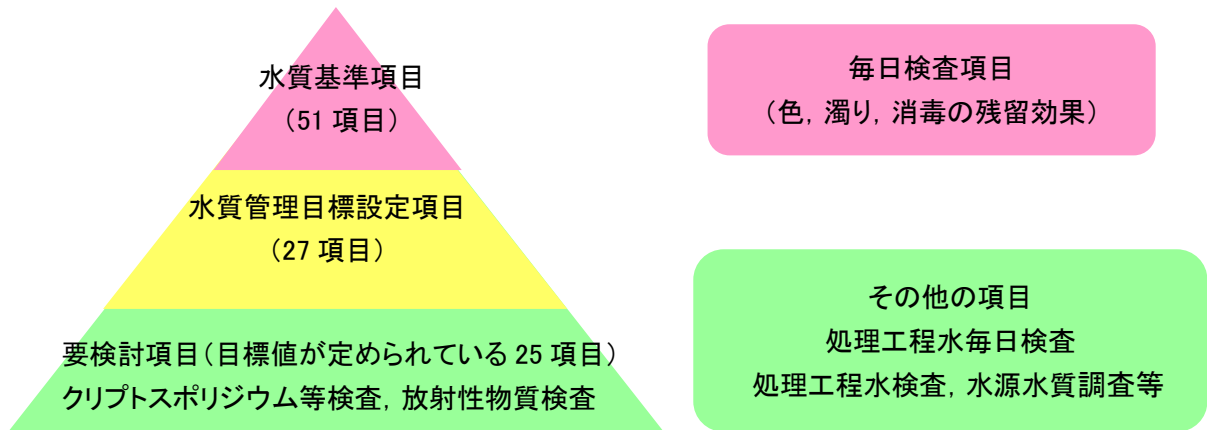 水質基準項目
（51 項目）
水質管理目標設定項目
（27 項目）
要検討項目（目標値が定められている 25 項目）
クリプトスポリジウム等検査，放射性物質検査
毎日検査項目
（色，濁り，消毒の残留効果）
その他の項目
処理工程水毎日検査
処理工程水検査，水源水質調査等